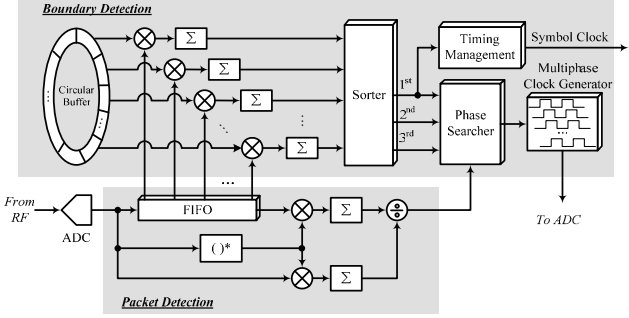 Boundary Detection
Σ
Σ
Σ
Σ
Circular
Buffer
Sorter
1st
2nd
3rd
Timing
Management
Symbol Clock
Multiphase
Clock Generator
Phase
Searcher
To ADC
From
RF
ADC
FIFO
Σ
( )*
Σ
Packet Detection